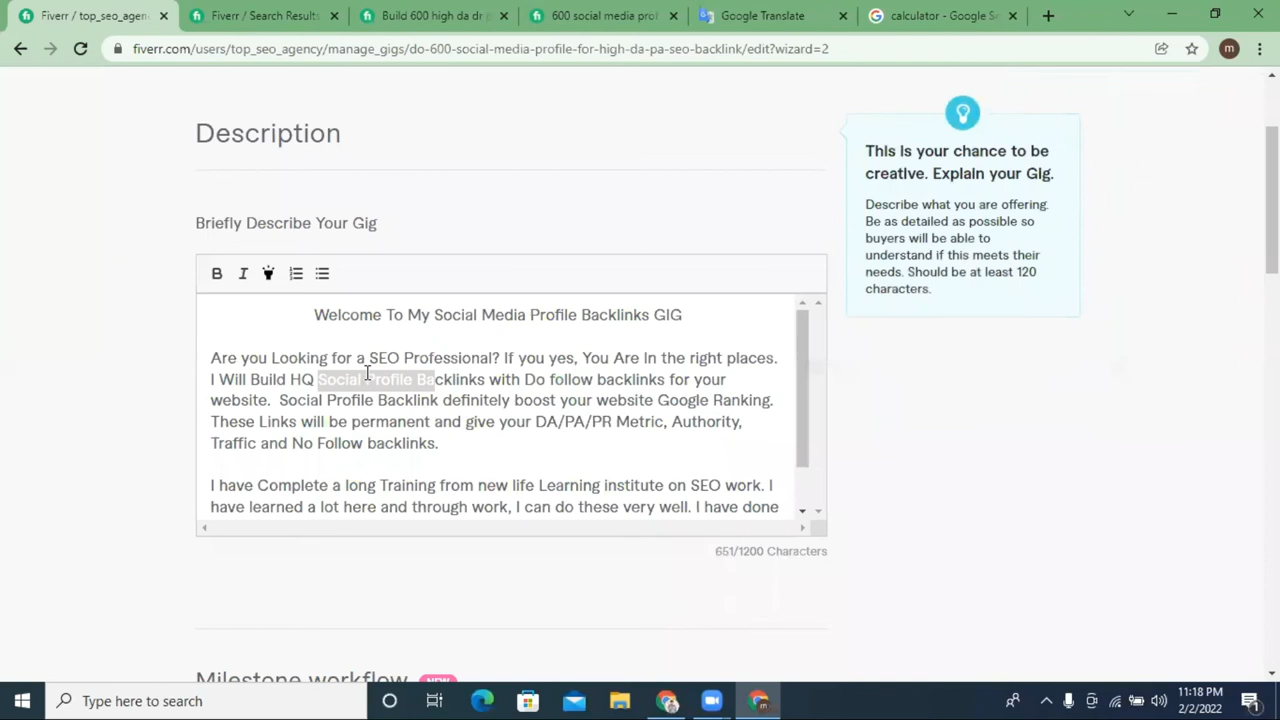 Fiverr / top_seo_agen
Fiverr / Search Results
Build 600 high da dr
600 social media prof
Google Translate
calculator - Google Se
fiverr.com/users/top_seo_agency/manage_gigs/do-600-social-media-profile-for-high-da-pa-seo-backlink/edit?wizard=2
m
Description
Briefly Describe Your Gig
B I
Welcome To My Social Media Profile Backlinks GIG
Are you Looking for a SEO Professional? If you yes, You Are In the right places.
I Will Build HQ Social Profile Backlinks with Do follow backlinks for your
website.  Social Profile Backlink definitely boost your website Google Ranking.
These Links will be permanent and give your DA/PA/PR Metric, Authority,
Traffic and No Follow backlinks.
I have Complete a long Training from new life Learning institute on SEO work. I
have learned a lot here and through work, I can do these very well. I have done
651/1200 Characters
This is your chance to be
creative. Explain your Gig.
Describe what you are offering.
Be as detailed as possible so
buyers will be able to
understand if this meets their
needs. Should be at least 120
characters.
Milestone workflow NEW
Type here to search
11:18 PM
2/2/2022